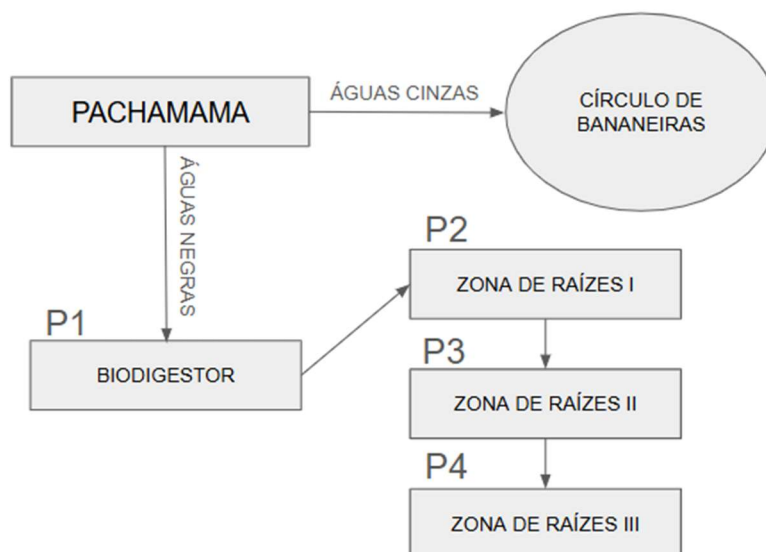 PACHAMAMA
ÁGUAS CINZAS
CÍRCULO DE
BANANEIRAS
ÁGUAS NEGRAS
P1
BIODIGESTOR
P2
ZONA DE RAÍZES I
P3
ZONA DE RAÍZES II
P4
ZONA DE RAÍZES III